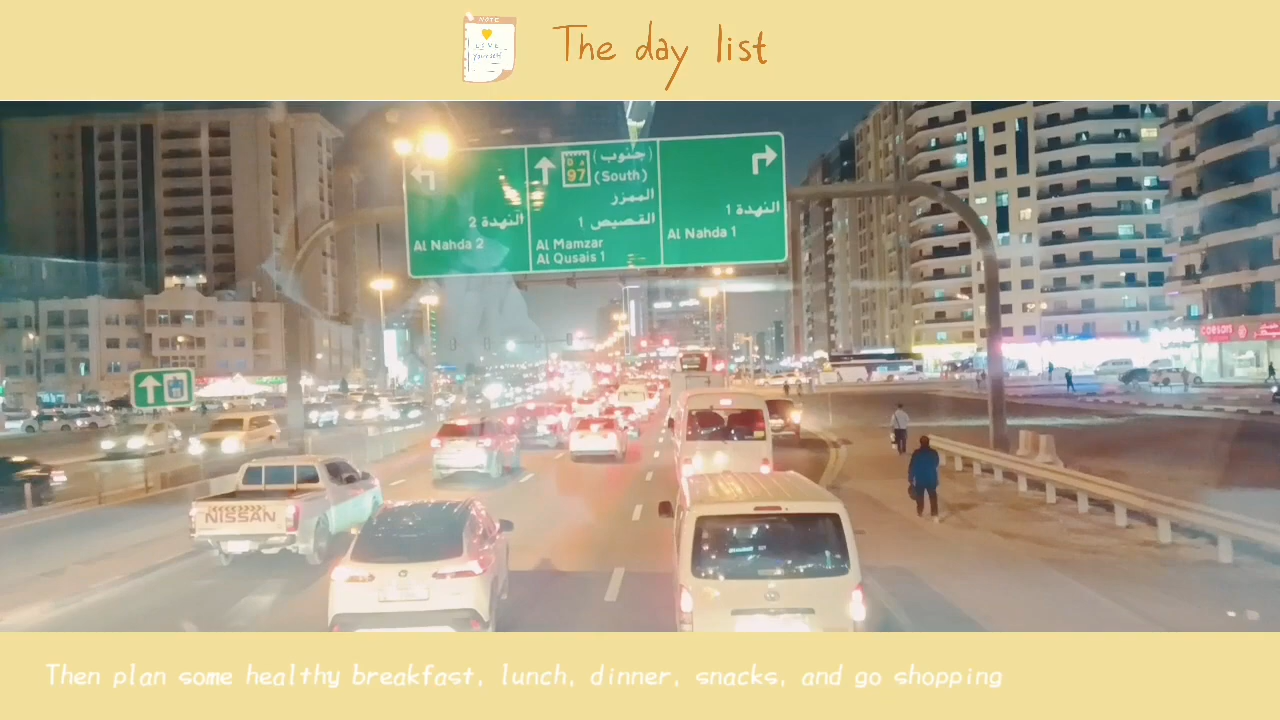 NOTE
LOVE
yourself
The day list
(جنوب)
D 97
(South)
الممزر
القصيص 1
Al Mamzar
Al Qusais 1
النهدة 2
Al Nahda 2
النهدة 1
Al Nahda 1
CAESARS
NISSAN
Then plan some healthy breakfast, lunch, dinner, snacks, and go shopping